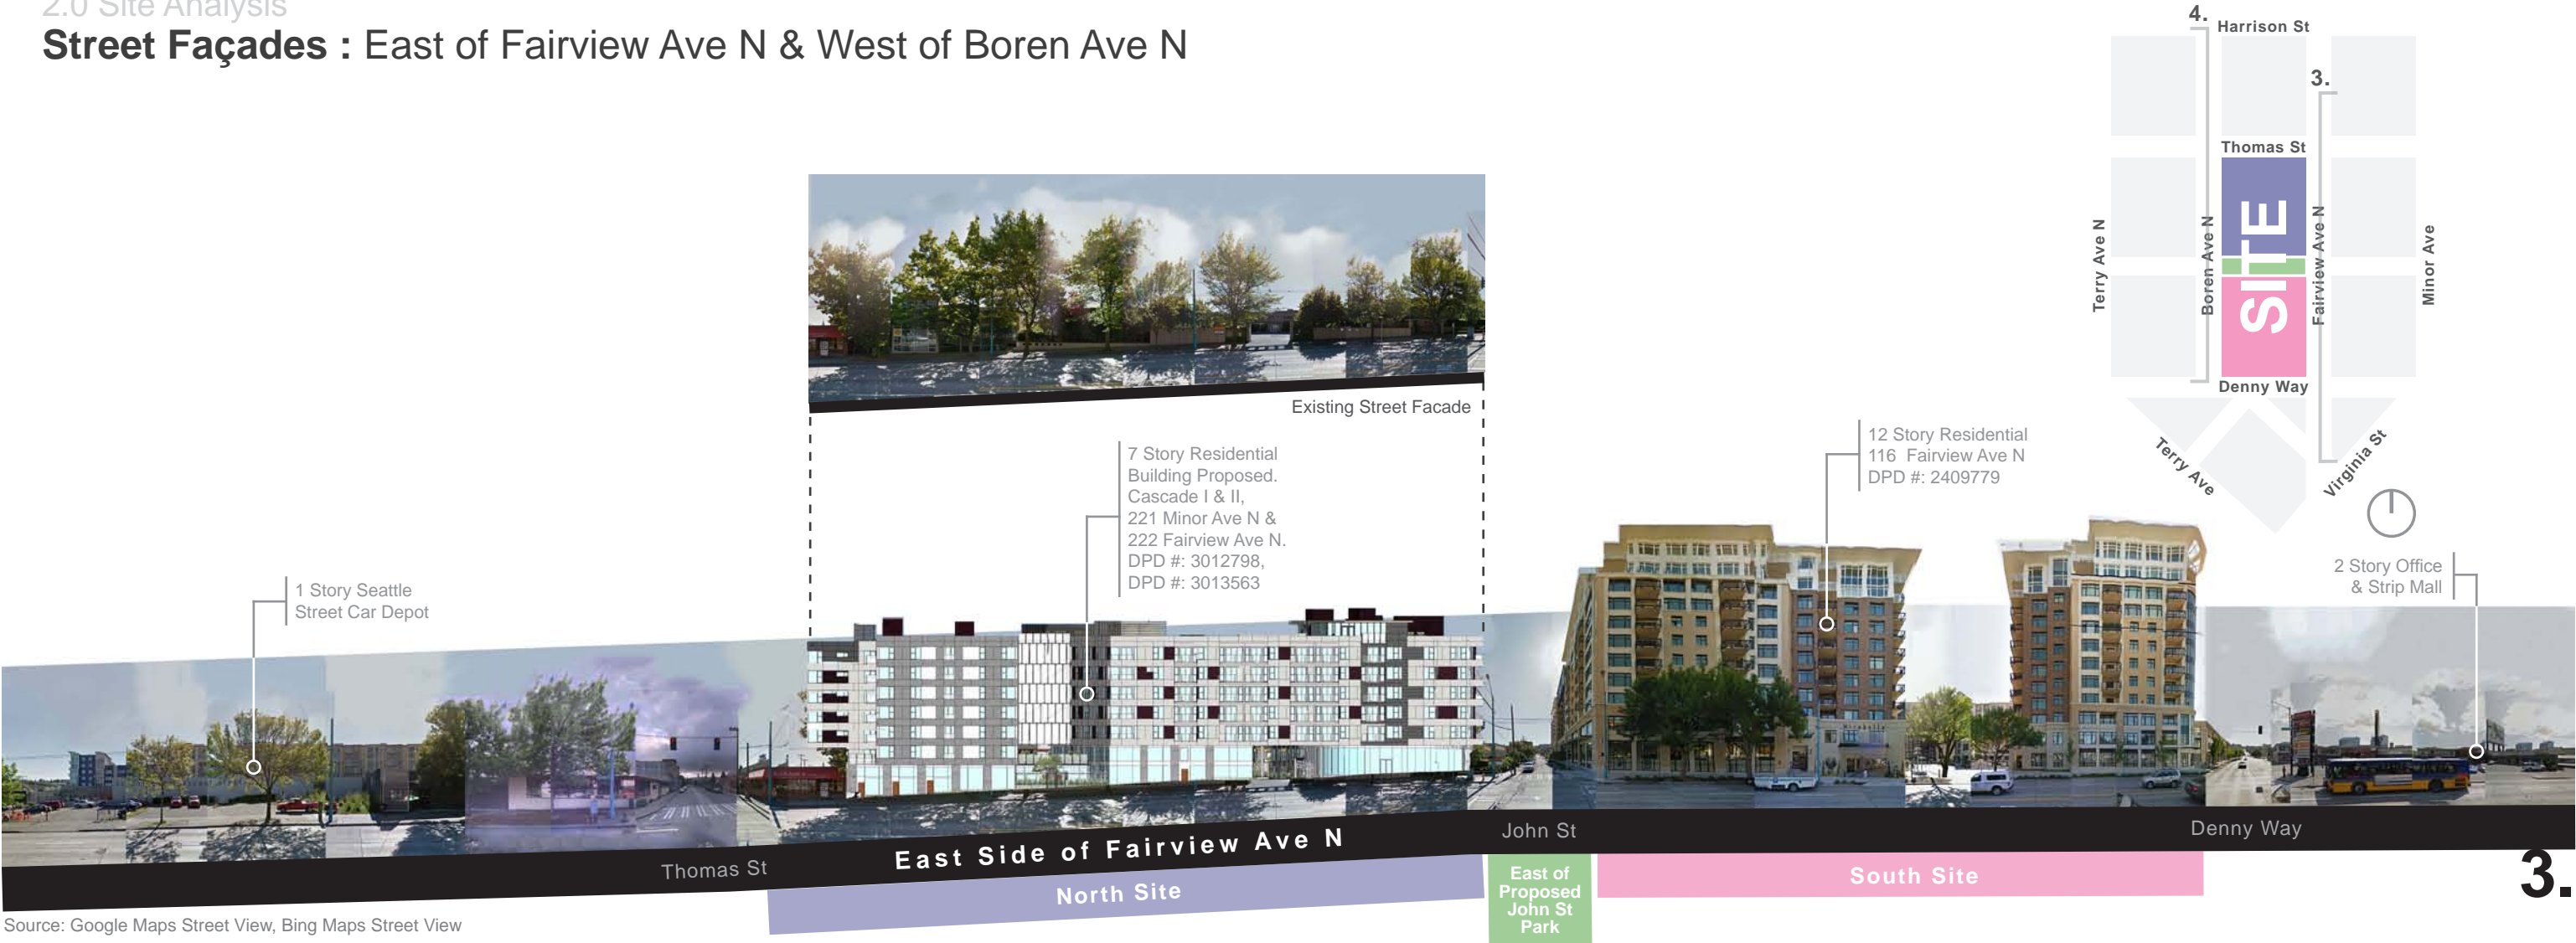 2.0 Site Analysis
Street Façades : East of Fairview Ave N & West of Boren Ave N
4.
Harrison St
3.
Thomas St
SITE
Terry Ave N
Boren Ave N
Fairview Ave N
Minor Ave
Denny Way
Terry Ave
Virginia St
Existing Street Facade
7 Story Residential
Building Proposed.
Cascade I & II,
221 Minor Ave N &
222 Fairview Ave N.
DPD #: 3012798,
DPD #: 3013563
12 Story Residential
116 Fairview Ave N
DPD #: 2409779
2 Story Office
& Strip Mall
1 Story Seattle
Street Car Depot
Thomas St
East Side of Fairview Ave N
John St
Denny Way
North Site
East of
Proposed
John St
Park
South Site
3.
Source: Google Maps Street View, Bing Maps Street View